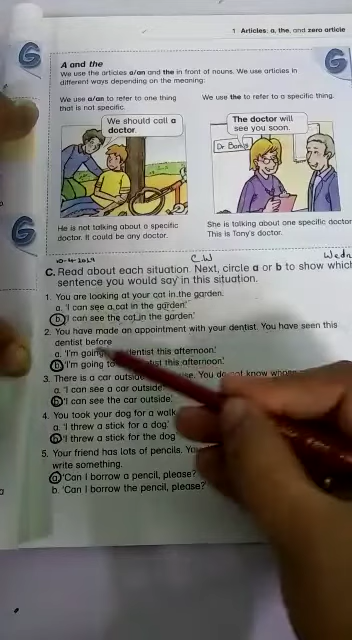 1 Articles: a, the, and zero article
A and the
We use the articles a/an and the in front of nouns. We use articles in
different ways depending on the meaning:
We use a/an to refer to one thing
that is not specific.
We use the to refer to a specific thing.
We should call a
doctor.
The doctor will
see you soon.
Dr Banks
He is not talking about a specific
doctor. It could be any doctor.
She is talking about one specific doctor
This is Tony's doctor.
C.W
C. Read about each situation. Next, circle a or b to show which
sentence you would say in this situation.
1. You are looking at your cat in the garden.
a. 'I can see a cat in the garden.'
b. 'I can see the cat in the garden.'
2. You have made an appointment with your dentist. You have seen this
dentist before
a. 'I'm going dentist this afternoon.'
b. 'I'm going to this afternoon.'
3. There is a car outside You do not know
a. 'I can see a car outside.'
b. 'I can see the car outside.'
4. You took your dog for a walk
a. 'I threw a stick for a dog.'
b. 'I threw a stick for the dog
5. Your friend has lots of pencils.
write something.
a. 'Can I borrow a pencil, please?'
b. 'Can I borrow the pencil, please?'